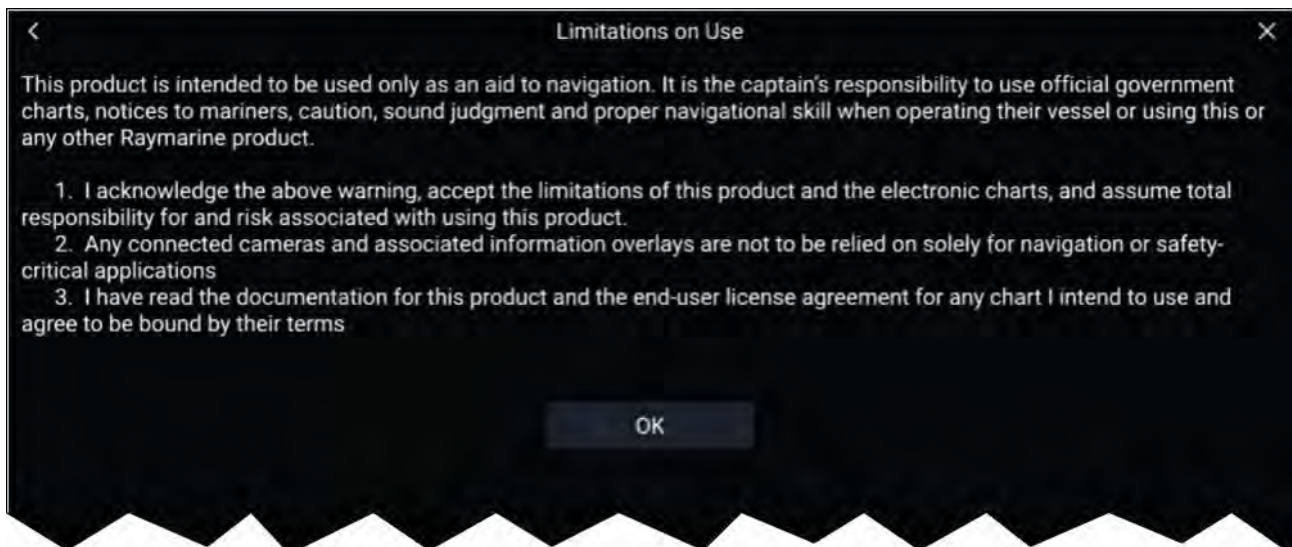 Limitations on Use
This product is intended to be used only as an aid to navigation. It is the captain's responsibility to use official government
charts, notices to mariners, caution, sound judgment and proper navigational skill when operating their vessel or using this or
any other Raymarine product.
1. I acknowledge the above warning, accept the limitations of this product and the electronic charts, and assume total
responsibility for and risk associated with using this product.
2. Any connected cameras and associated information overlays are not to be relied on solely for navigation or safety-
critical applications
3. I have read the documentation for this product and the end-user license agreement for any chart I intend to use and
agree to be bound by their terms
OK